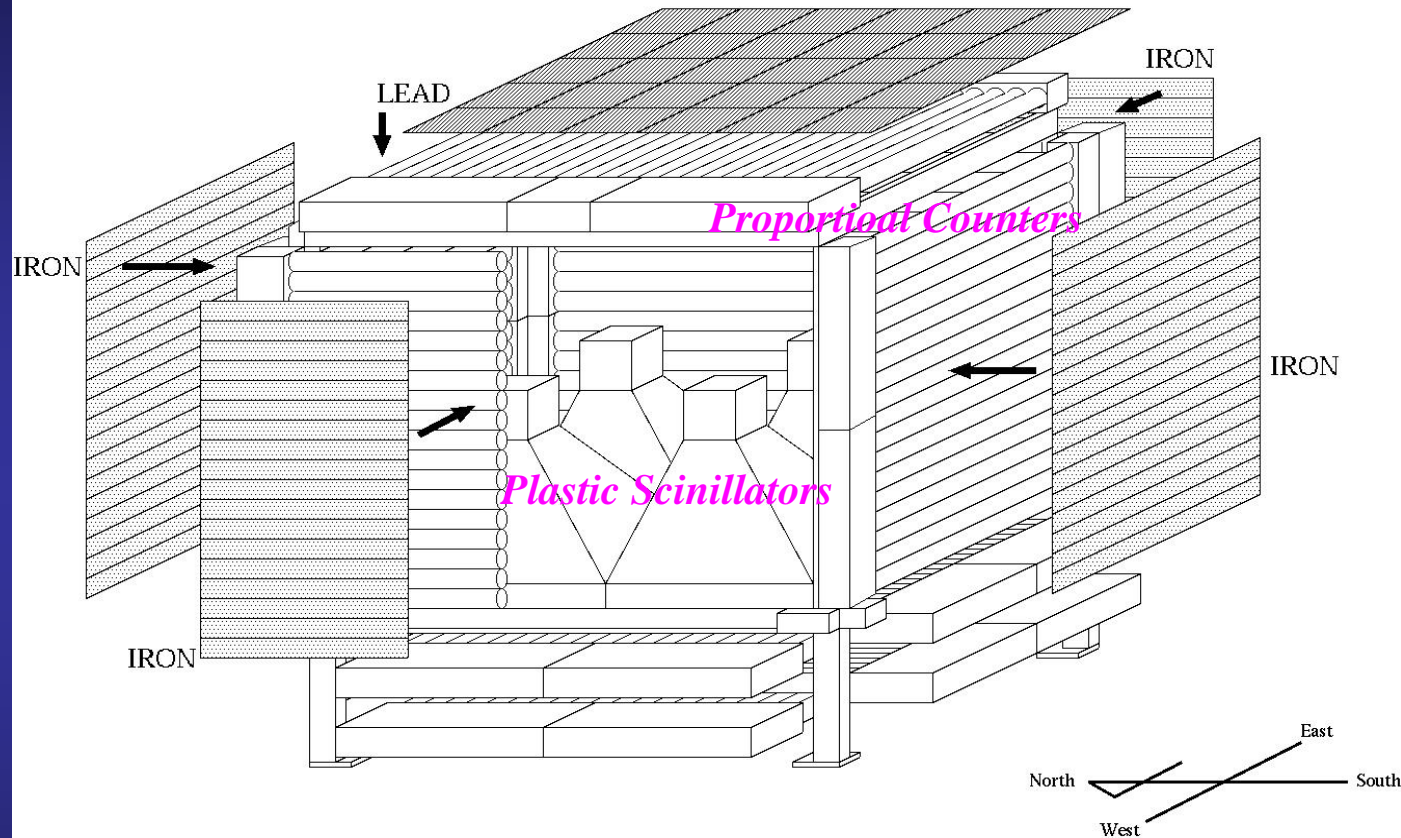 IRON
LEAD
Proportioal Counters
IRON
IRON
Plastic Scinillators
IRON
East
North
South
West